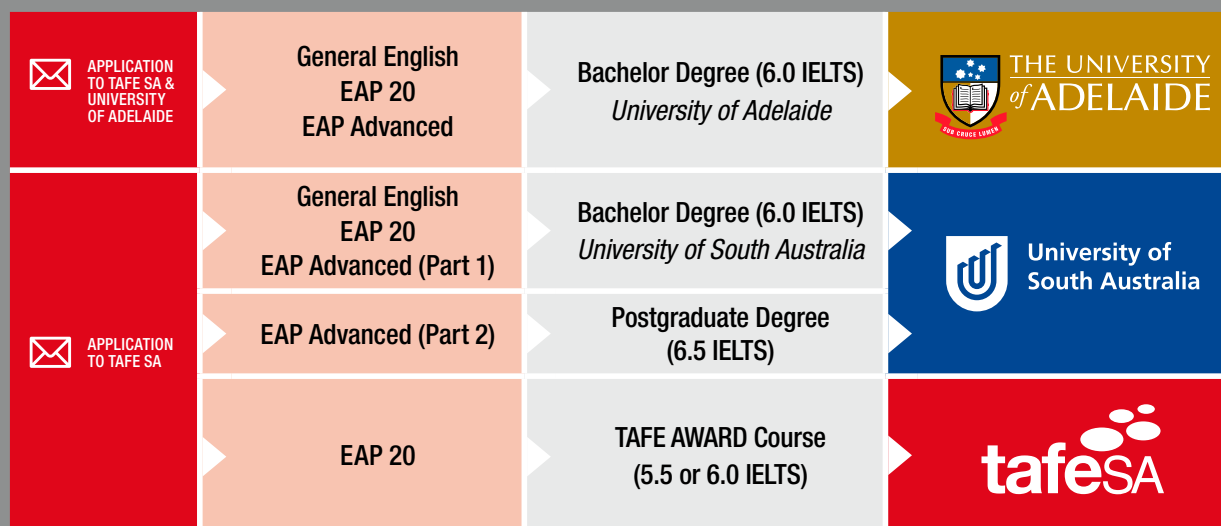 APPLICATION
TO TAFE SA &
UNIVERSITY
OF ADELAIDE
General English
EAP 20
EAP Advanced
Bachelor Degree (6.0 IELTS)
University of Adelaide
THE UNIVERSITY
of ADELAIDE
SUB CRUCE LUMEN
APPLICATION
TO TAFE SA
General English
EAP 20
EAP Advanced (Part 1)
Bachelor Degree (6.0 IELTS)
University of South Australia
University of
South Australia
EAP Advanced (Part 2)
Postgraduate Degree
(6.5 IELTS)
EAP 20
TAFE AWARD Course
(5.5 or 6.0 IELTS)
tafeSA